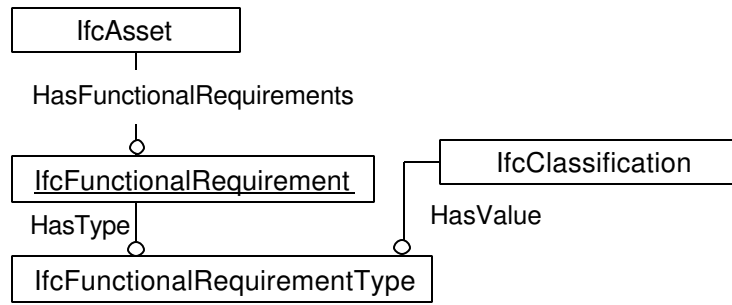 IfcAsset
HasFunctionalRequirements
IfcClassification
IfcFunctionalRequirement
HasValue
HasType
IfcFunctionalRequirementType